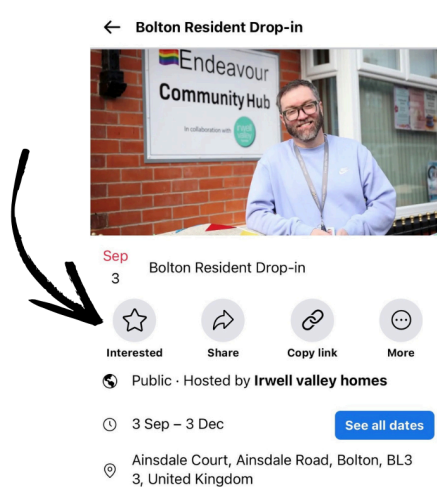 Bolton Resident Drop-in
Endeavour
Community Hub
In collaboration with
irwell
valley
Sep
3
Bolton Resident Drop-in
Interested
Share
Copy link
More
Public · Hosted by Irwell valley homes
3 Sep – 3 Dec
See all dates
Ainsdale Court, Ainsdale Road, Bolton, BL3
3, United Kingdom